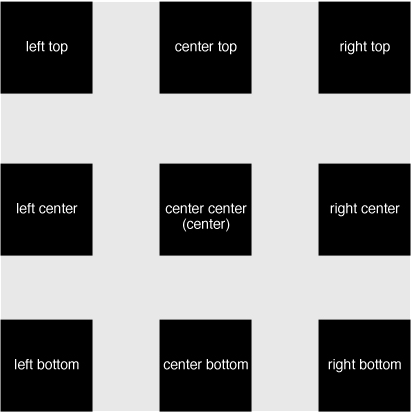 left top
center top
right top
left center
center center
(center)
right center
left bottom
center bottom
right bottom